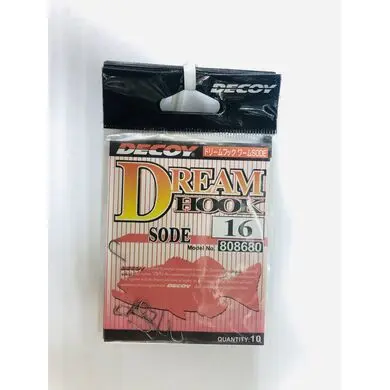 DECOY
DECOY
ドリームフック ワームSODE
DREAM
HOOK
SODE
16
Model No. 808680
DECOY
QUANTITY:10